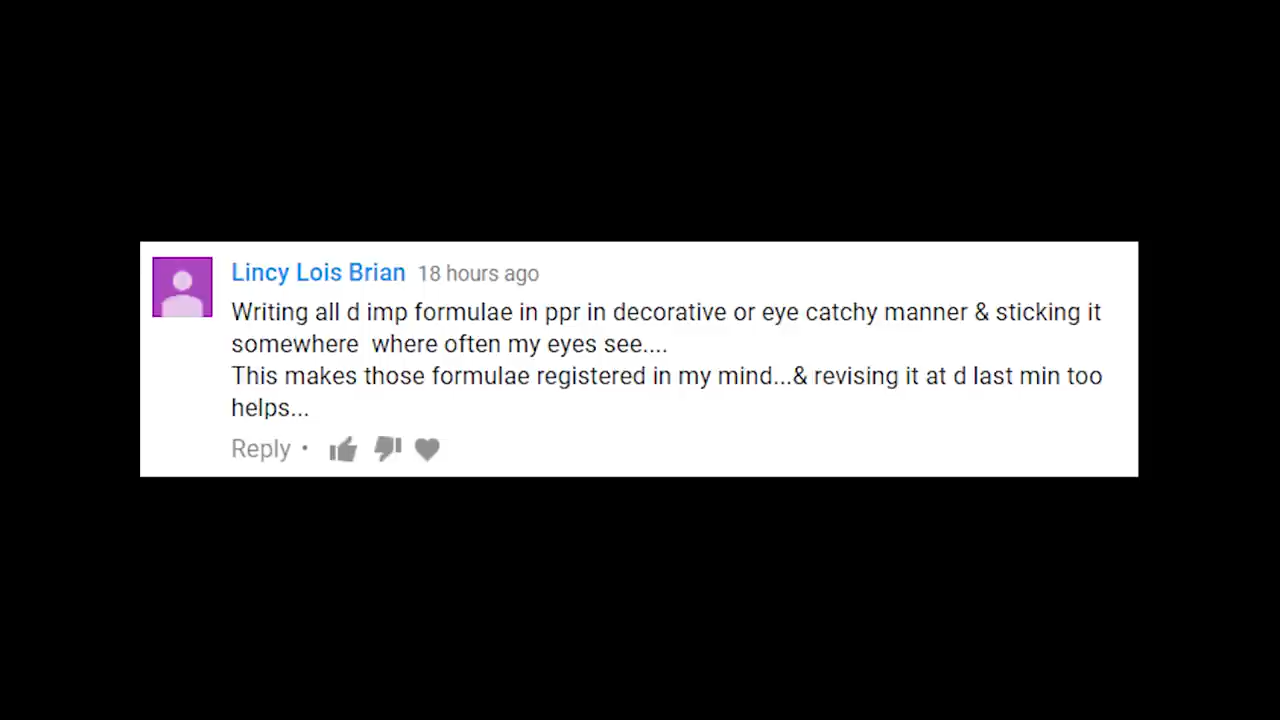 Lincy Lois Brian 18 hours ago
Writing all d imp formulae in ppr in decorative or eye catchy manner & sticking it
somewhere  where often my eyes see....
This makes those formulae registered in my mind...& revising it at d last min too
helps...
Reply •